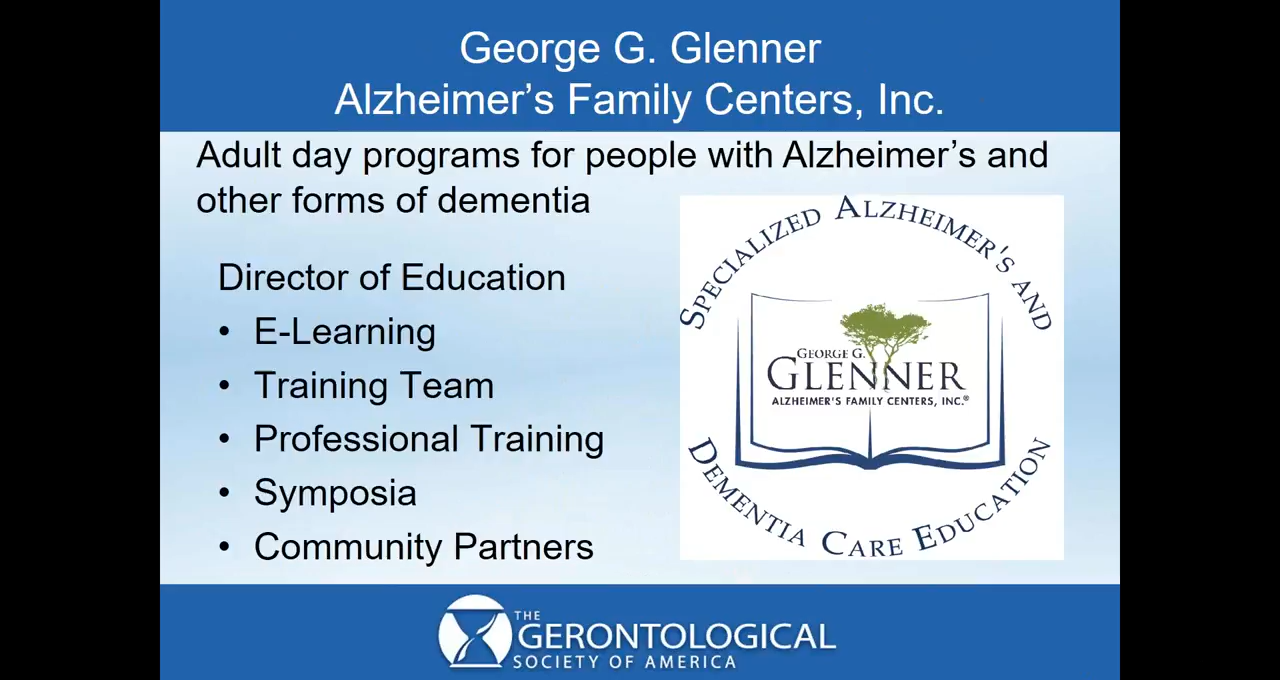 George G. Glenner
Alzheimer’s Family Centers, Inc.
Adult day programs for people with Alzheimer’s and
other forms of dementia
Director of Education
• E-Learning
• Training Team
• Professional Training
• Symposia
• Community Partners
SPECIALIZED ALZHEIMER'S AND
GEORGE G.
GLENNER
ALZHEIMER'S FAMILY CENTERS, INC.®
DEMENTIA CARE EDUCATION
THE
GERONTOLOGICAL
SOCIETY OF AMERICA